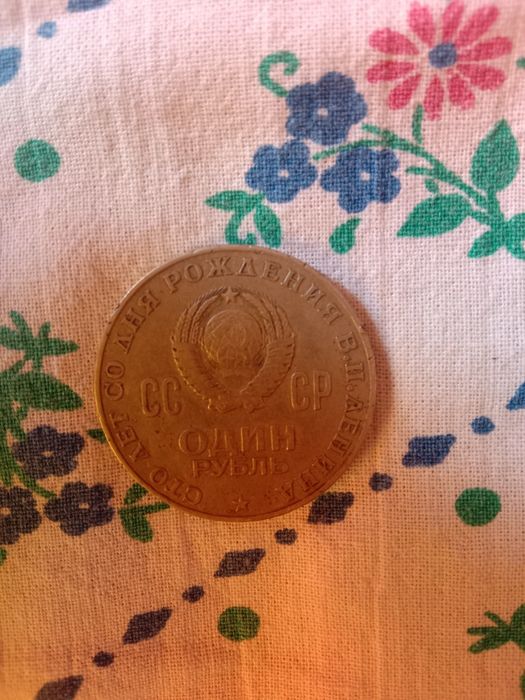 СТО ЛЕТ СО ДНЯ РОЖДЕНИЯ В.И.ЛЕНИНА
СС СР
ОДИН
РУБЛЬ